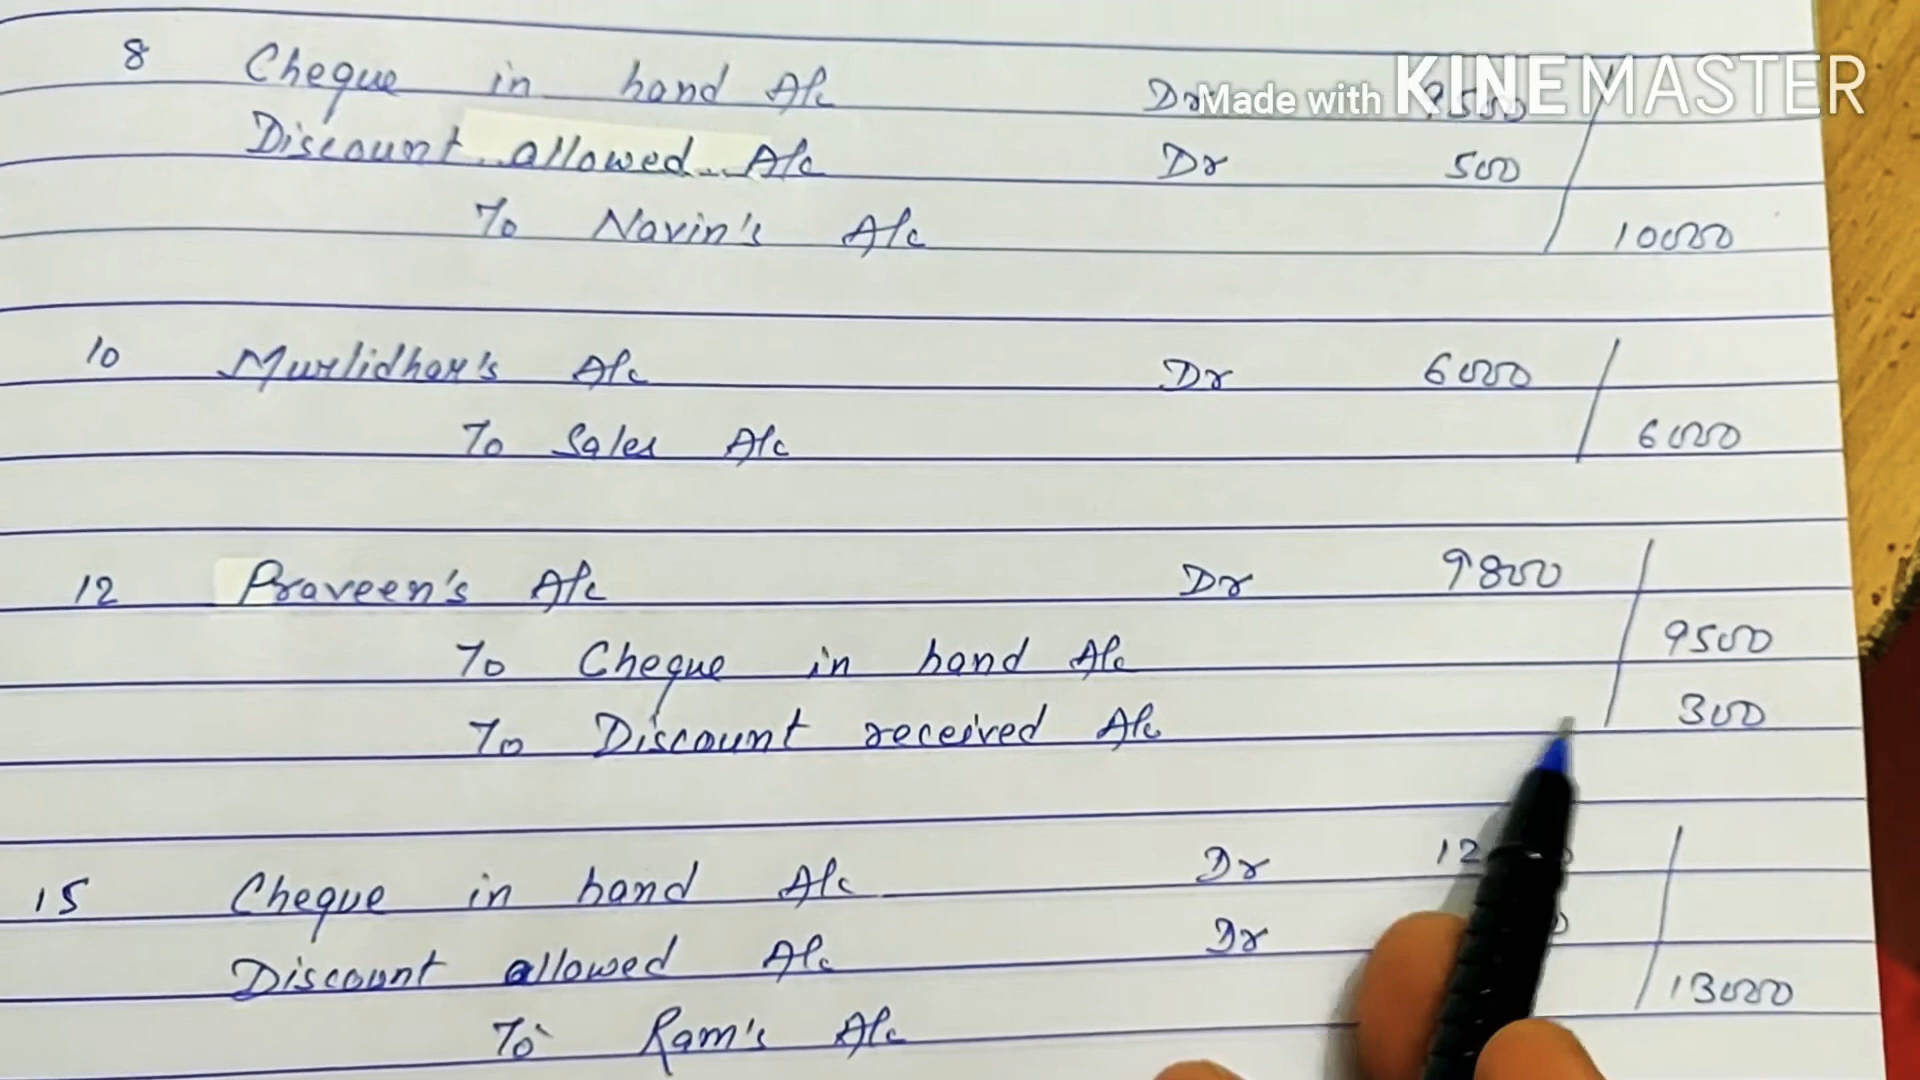 8 Cheque in hand A/c Dr 9500
Made with KINEMASTER
Discount allowed A/c Dr 500
To Navin's A/c 10000
10 Murlidhar's A/c Dr 6000
To Sales A/c 6000
12 Praveen's A/c Dr 9800
To Cheque in hand A/c 9500
To Discount received A/c 300
15 Cheque in hand A/c Dr
Discount allowed A/c Dr
To Ram's A/c 13000